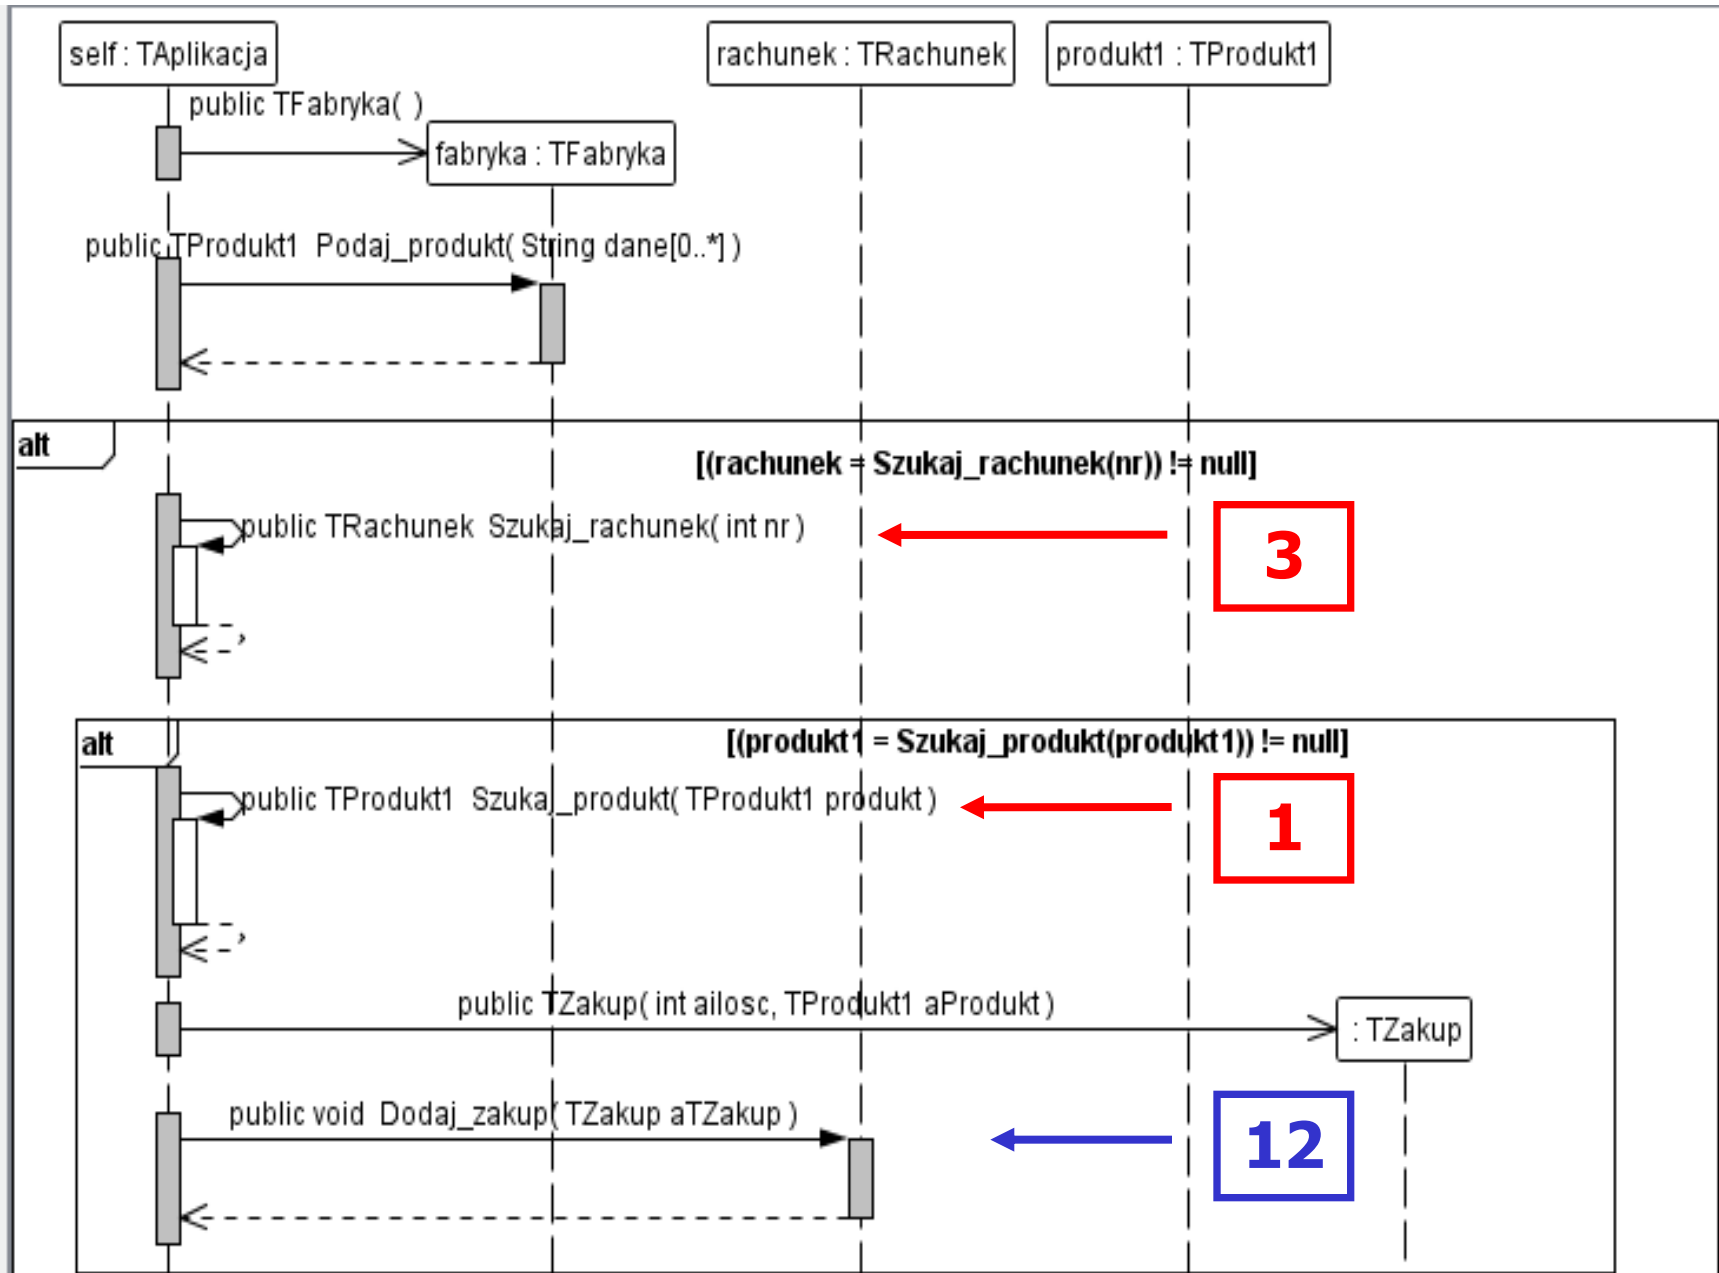 self : TAplikacja
rachunek : TRachunek
produkt1 : TProdukt1
public TFabryka( )
fabryka : TFabryka
public TProdukt1 Podaj_produkt( String dane[0..*] )
alt
[(rachunek = Szukaj_rachunek(nr)) != null]
public TRachunek Szukaj_rachunek( int nr )
3
alt
[(produkt1 = Szukaj_produkt(produkt1)) != null]
public TProdukt1 Szukaj_produkt( TProdukt1 produkt )
1
public TZakup( int ailosc, TProdukt1 aProdukt )
: TZakup
public void Dodaj_zakup( TZakup aTZakup )
12